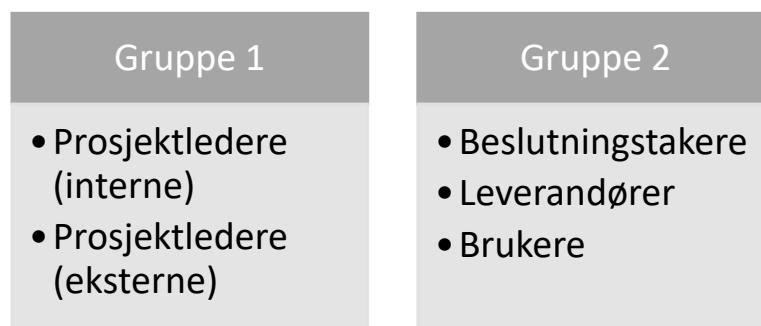 Gruppe 1
• Prosjektledere
(interne)
• Prosjektledere
(eksterne)
Gruppe 2
• Beslutningstakere
• Leverandører
• Brukere